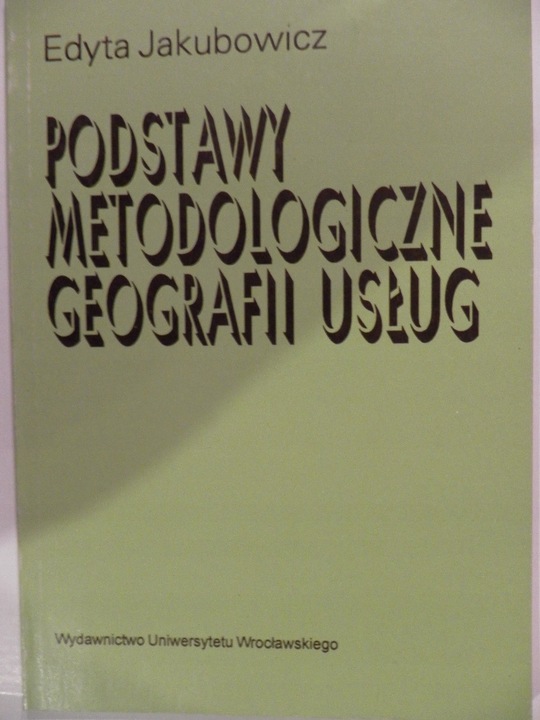 Edyta Jakubowicz
PODSTAWY
METODOLOGICZNE
GEOGRAFII USŁUG
Wydawnictwo Uniwersytetu Wrocławskiego